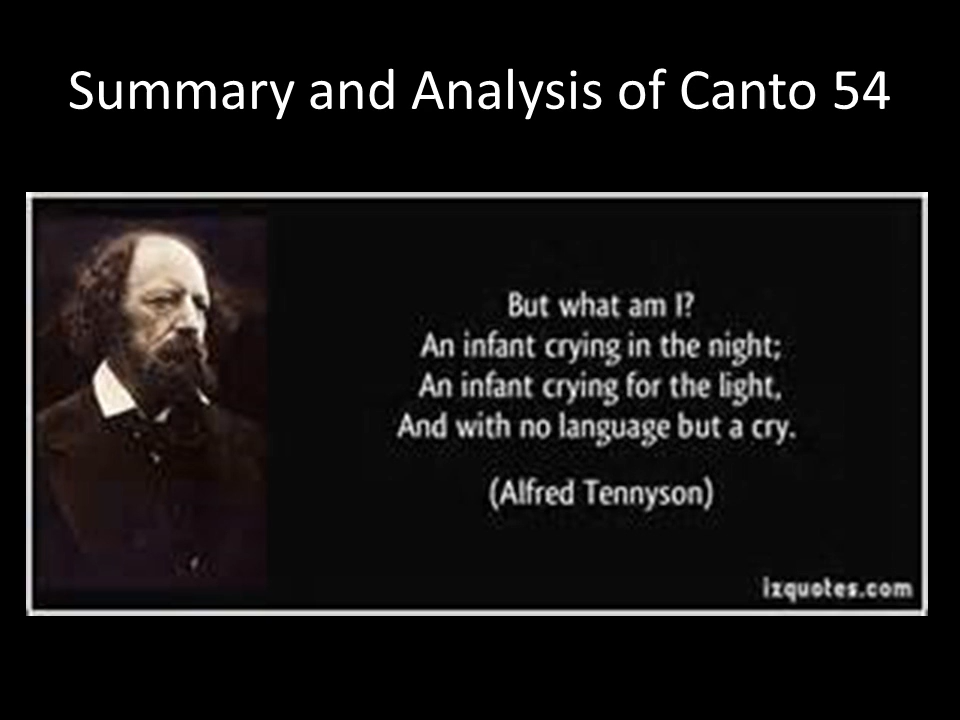 Summary and Analysis of Canto 54
But what am I?
An infant crying in the night;
An infant crying for the light,
And with no language but a cry.
(Alfred Tennyson)
izquotes.com